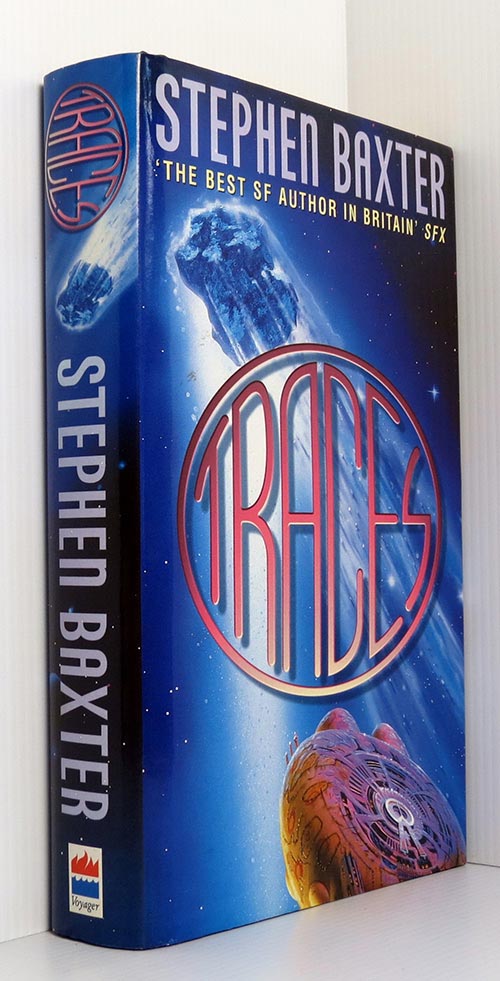 TRACES
STEPHEN BAXTER
Voyager
STEPHEN BAXTER
'THE BEST SF AUTHOR IN BRITAIN' SFX
TRACES